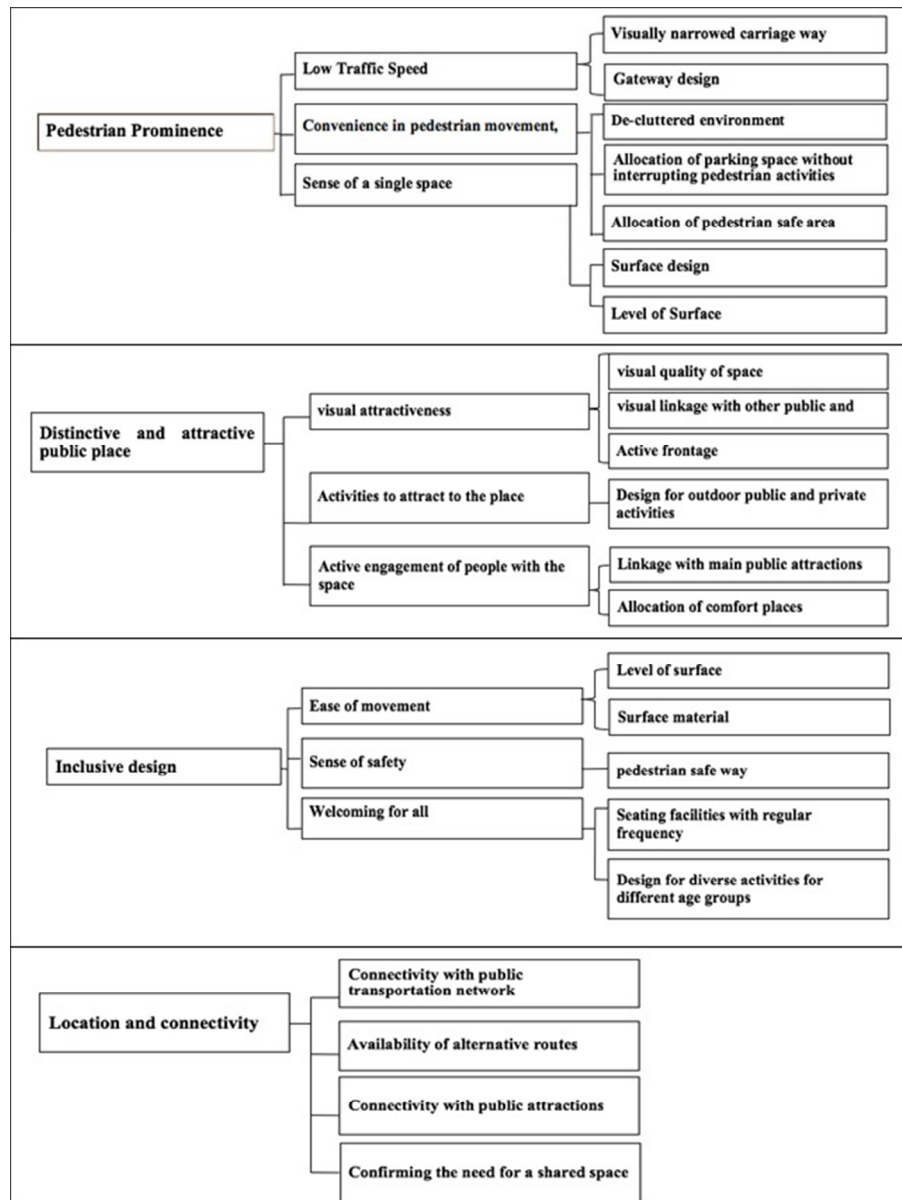 Pedestrian Prominence
Low Traffic Speed
Convenience in pedestrian movement,
Sense of a single space
Visually narrowed carriage way
Gateway design
De-cluttered environment
Allocation of parking space without
interrupting pedestrian activities
Allocation of pedestrian safe area
Surface design
Level of Surface
Distinctive and attractive
public place
visual attractiveness
Activities to attract to the place
Active engagement of people with the
space
visual quality of space
visual linkage with other public and
Active frontage
Design for outdoor public and private
activities
Linkage with main public attractions
Allocation of comfort places
Inclusive design
Ease of movement
Sense of safety
Welcoming for all
Level of surface
Surface material
pedestrian safe way
Seating facilities with regular
frequency
Design for diverse activities for
different age groups
Location and connectivity
Connectivity with public
transportation network
Availability of alternative routes
Connectivity with public attractions
Confirming the need for a shared space